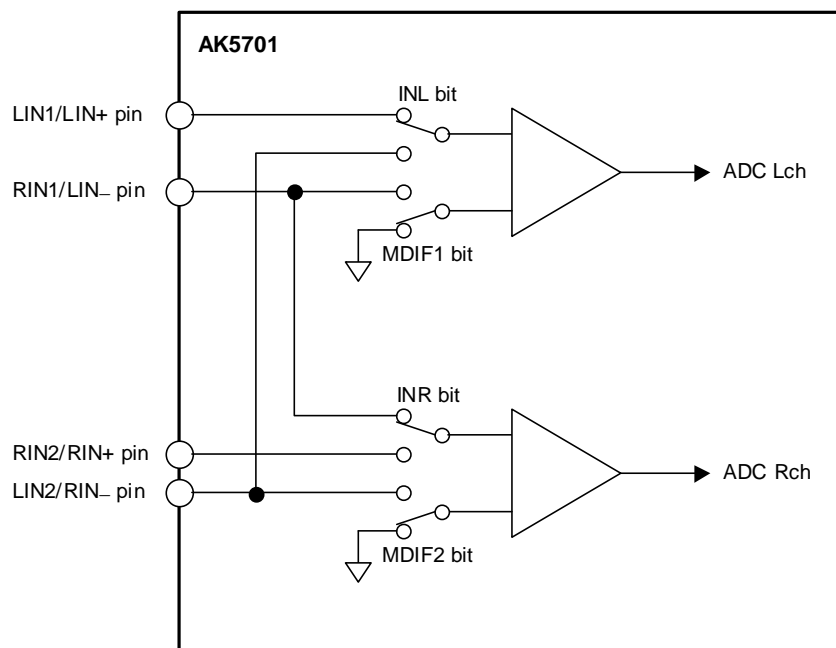 AK5701
LIN1/LIN+ pin
INL bit
RIN1/LIN− pin
ADC Lch
MDIF1 bit
INR bit
RIN2/RIN+ pin
LIN2/RIN− pin
ADC Rch
MDIF2 bit